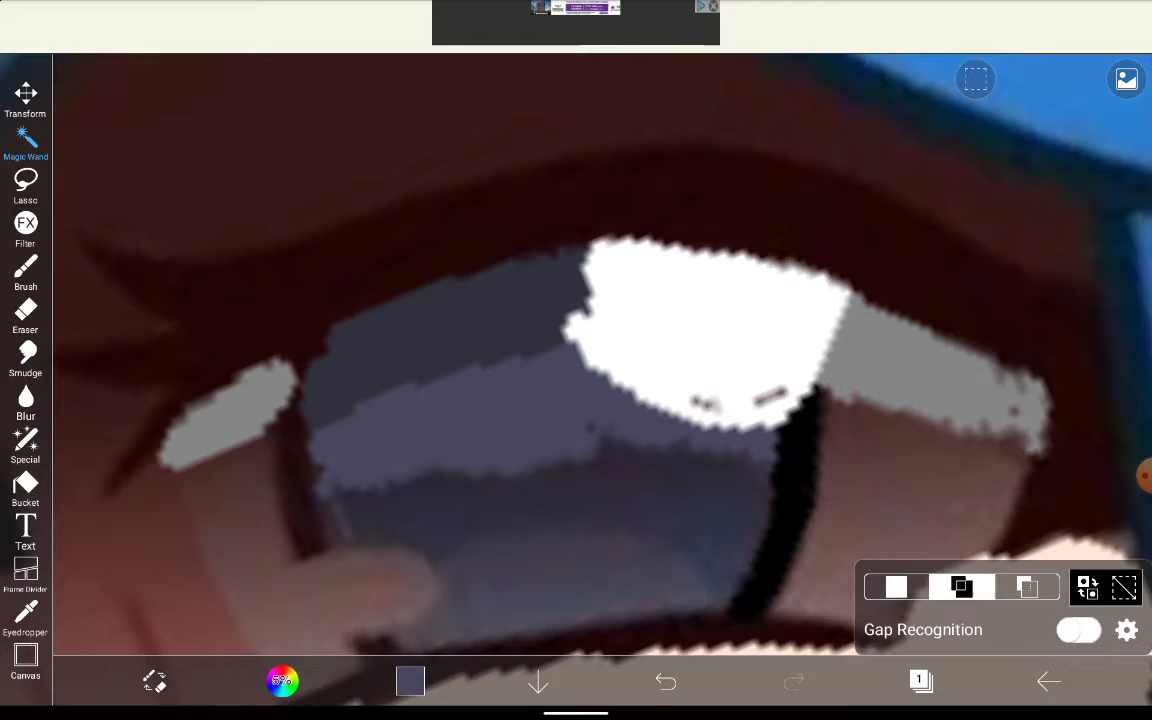 Transform
Magic Wand
Lasso
FX
Filter
Brush
Eraser
Smudge
Blur
Special
Bucket
T
Text
Frame Divider
Eyedropper
Canvas
Gap Recognition
5%
1